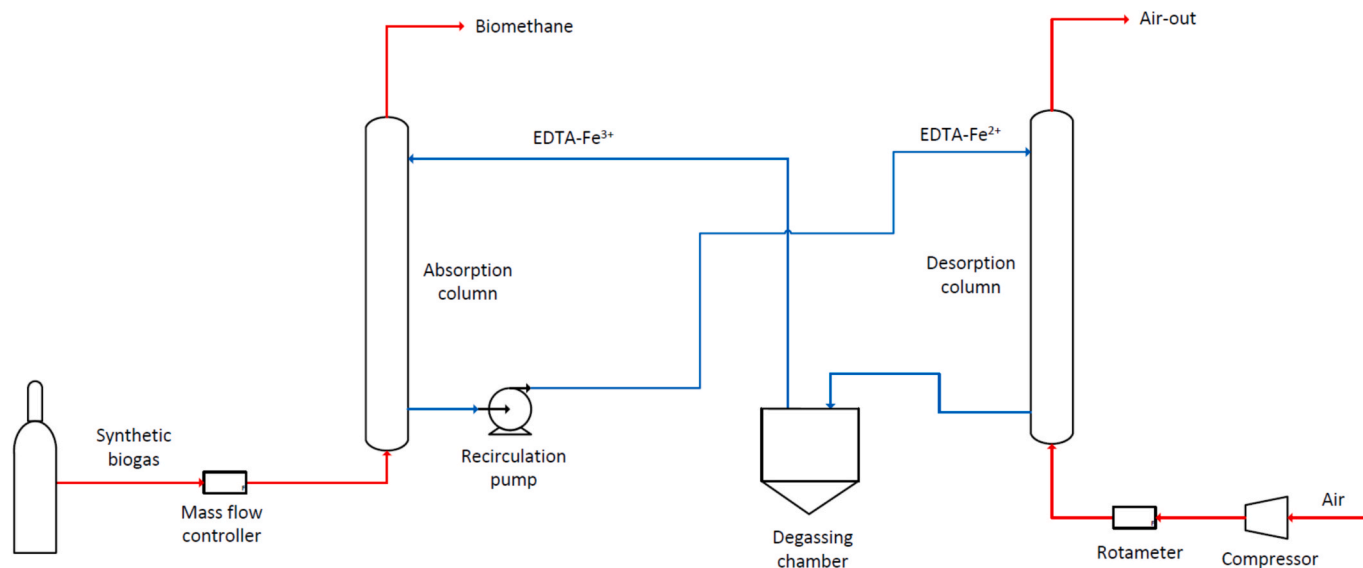 Biomethane
Air-out
EDTA-Fe³⁺
EDTA-Fe²⁺
Absorption
column
Desorption
column
Synthetic
biogas
Mass flow
controller
Recirculation
pump
Degassing
chamber
Air
Rotameter
Compressor